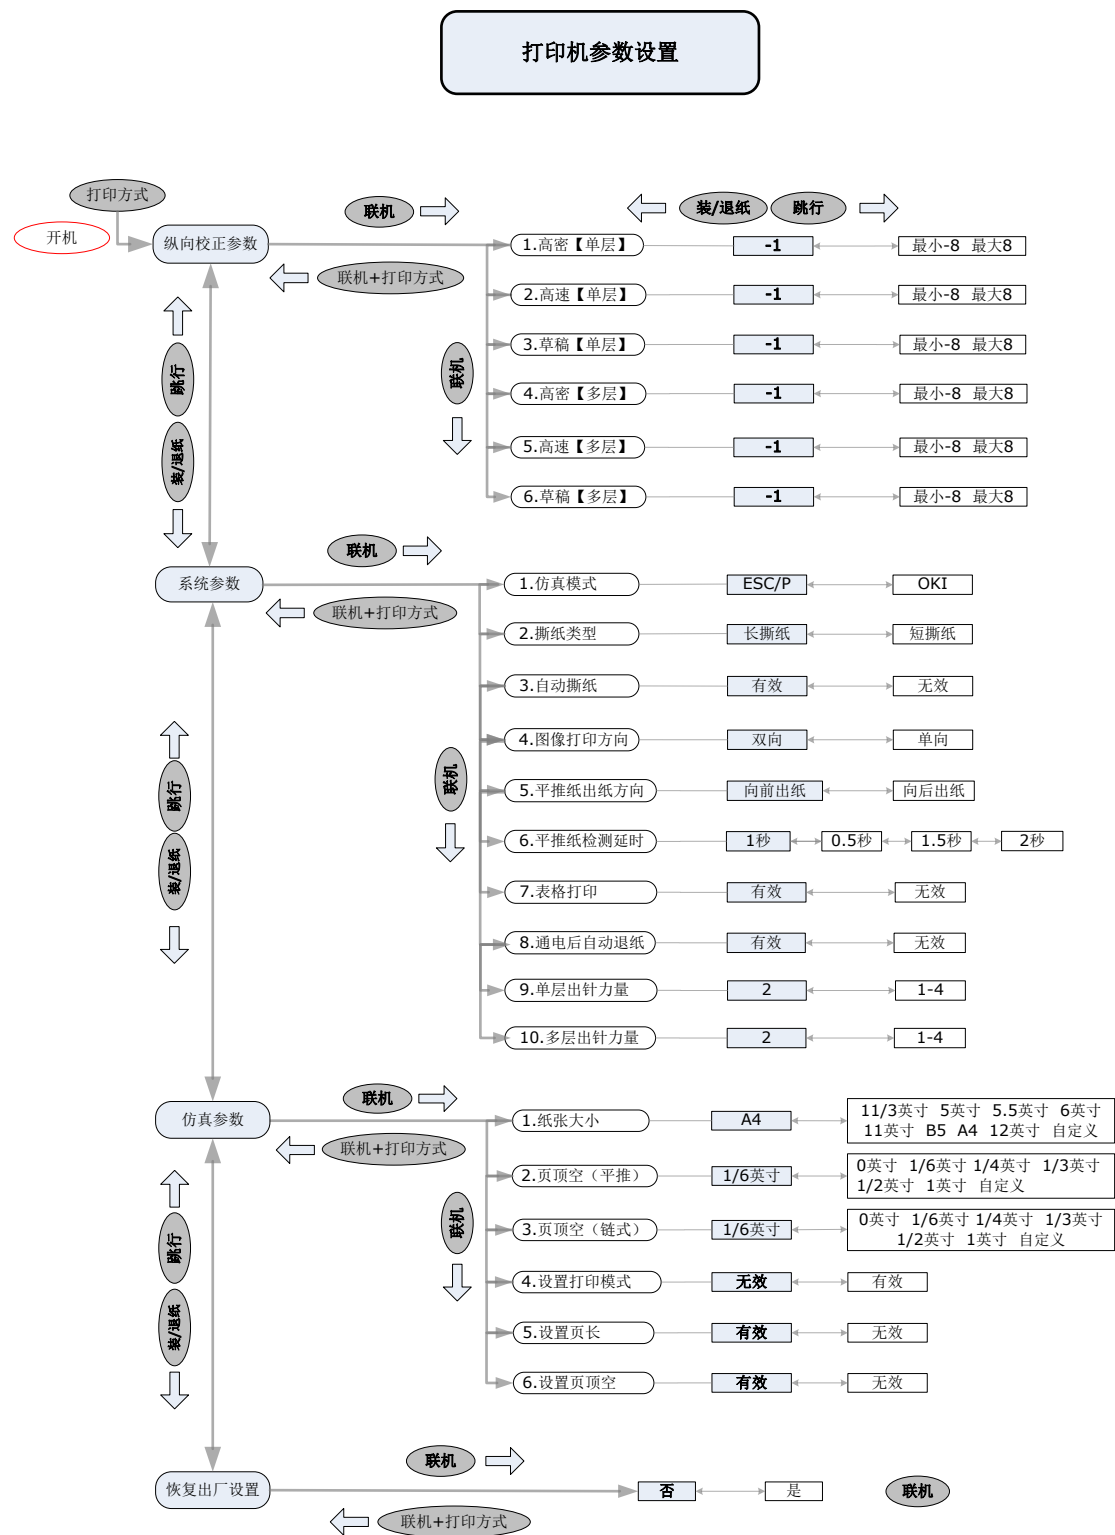 打印机参数设置
打印方式
开机
纵向校正参数
联机
联机+打印方式
装/退纸
跳行
1.高密【单层】
-1
最小-8 最大8
2.高速【单层】
-1
最小-8 最大8
3.草稿【单层】
-1
最小-8 最大8
4.高密【多层】
-1
最小-8 最大8
5.高速【多层】
-1
最小-8 最大8
6.草稿【多层】
-1
最小-8 最大8
跳行
装/退纸
联机
系统参数
联机
联机+打印方式
1.仿真模式
ESC/P
OKI
2.撕纸类型
长撕纸
短撕纸
3.自动撕纸
有效
无效
4.图像打印方向
双向
单向
5.平推纸出纸方向
向前出纸
向后出纸
6.平推纸检测延时
1秒
0.5秒
1.5秒
2秒
7.表格打印
有效
无效
8.通电后自动退纸
有效
无效
9.单层出针力量
2
1-4
10.多层出针力量
2
1-4
跳行
装/退纸
联机
仿真参数
联机
联机+打印方式
1.纸张大小
A4
11/3英寸 5英寸 5.5英寸 6英寸
11英寸 B5 A4 12英寸 自定义
2.页顶空（平推）
1/6英寸
0英寸 1/6英寸 1/4英寸 1/3英寸
1/2英寸 1英寸 自定义
3.页顶空（链式）
1/6英寸
0英寸 1/6英寸 1/4英寸 1/3英寸
1/2英寸 1英寸 自定义
4.设置打印模式
无效
有效
5.设置页长
有效
无效
6.设置页顶空
有效
无效
跳行
装/退纸
联机
恢复出厂设置
联机
联机+打印方式
否
是
联机